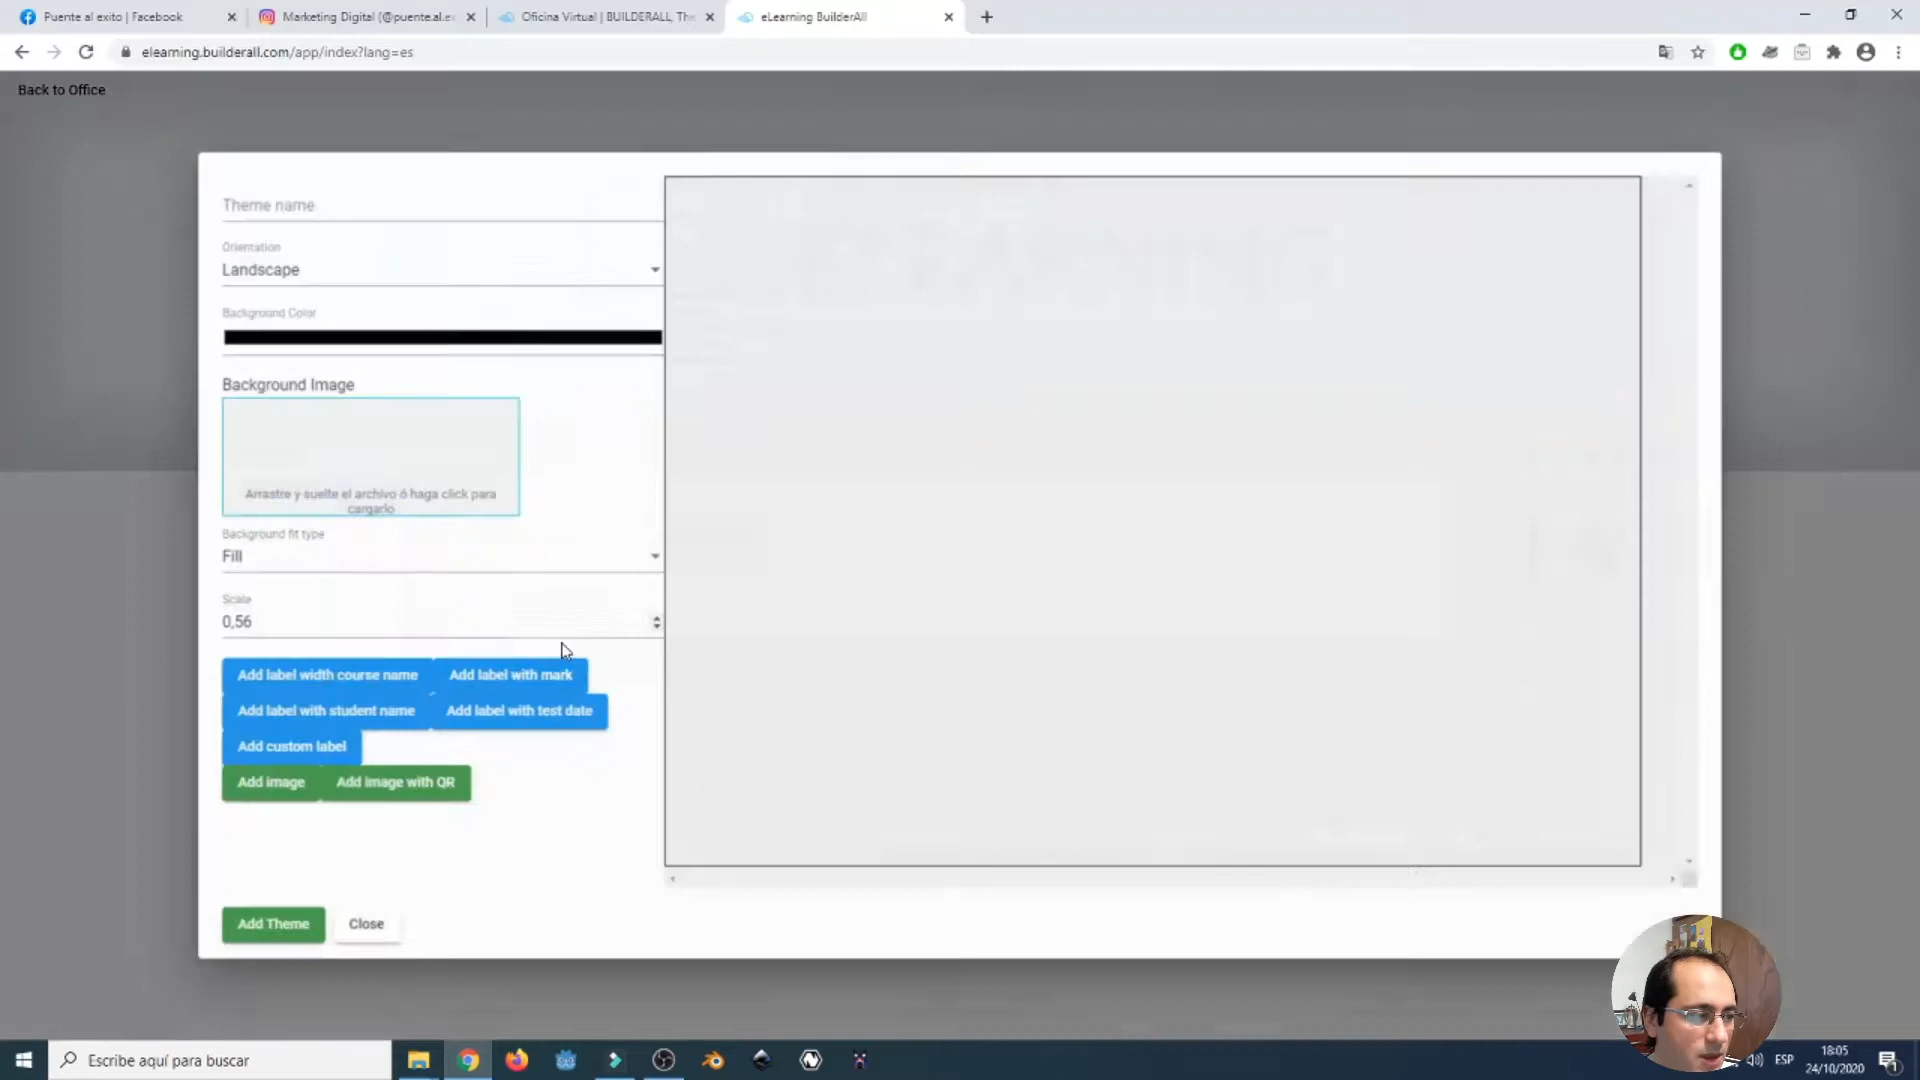 Puente al exito | Facebook
Marketing Digital (@puente.al.e
Oficina Virtual | BUILDERALL, The
eLearning BuilderAll
elearning.builderall.com/app/index?lang=es
Back to Office
Theme name
Orientation
Landscape
Background Color
Background Image
Arrastre y suelte el archivo ó haga click para
cargarlo
Background fit type
Fill
Scale
0,56
Add label width course name
Add label with mark
Add label with student name
Add label with test date
Add custom label
Add image
Add image with QR
Add Theme
Close
Escribe aquí para buscar
ESP
18:05
24/10/2020
1